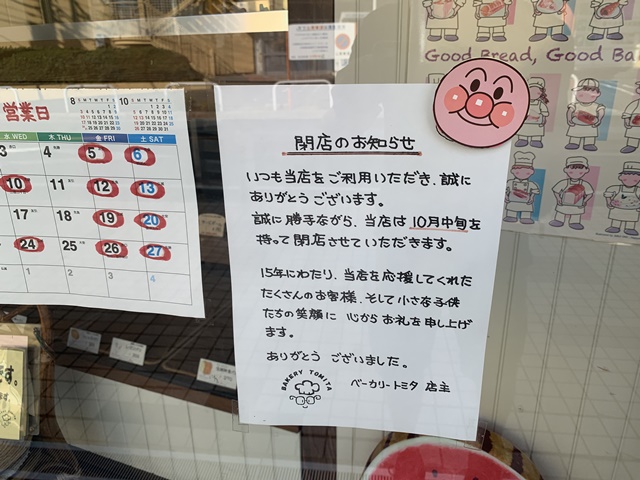 営業日
8
10
水 WED
木 THU
金 FRI
土 SAT
3 4 5 6
10 11 12 13
17 18 19 20
24 25 26 27
1 2 3 4
Good Bread, Good Ba
閉店のお知らせ
いつも当店をご利用いただき、誠に
ありがとうございます。
誠に勝手ながら、当店は10月中旬を
持って閉店させていただきます。
15年にわたり、当店を応援してくれた
たくさんのお客様、そして小さな子供
たちの笑顔に 心からお礼を申し上げ
ます。
ありがとう ございました。
BAKERY TOMITA
ベーカリートミタ 店主
す。